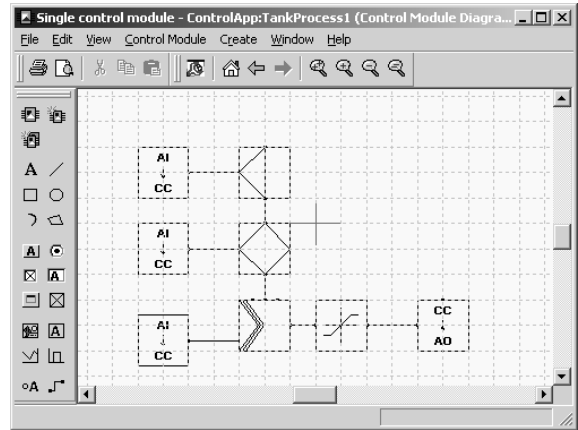 Single control module - ControlApp:TankProcess1 (Control Module Diagra...
File Edit View Control Module Create Window Help
AI
CC
AI
CC
AI
CC
CC
AO
A
A
A
A
A